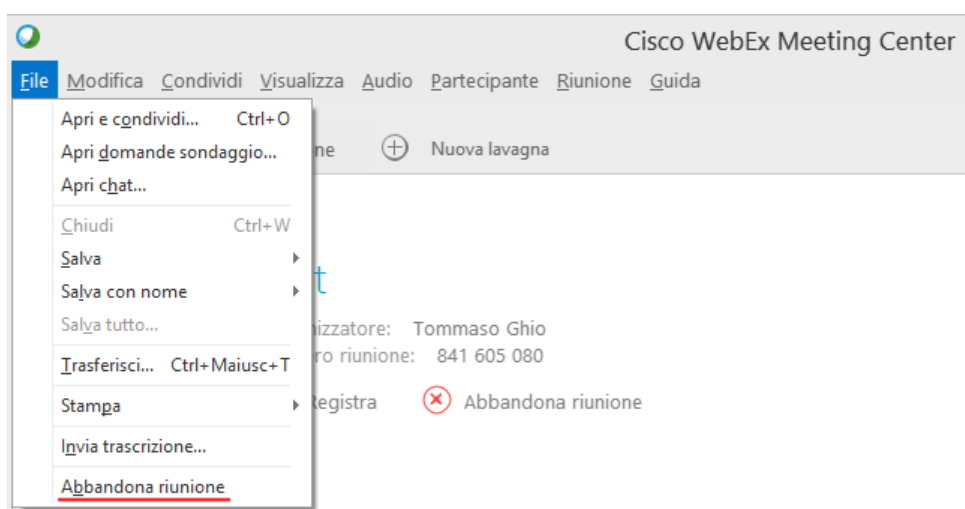 Cisco WebEx Meeting Center
File Modifica Condividi Visualizza Audio Partecipante Riunione Guida
Apri e condividi... Ctrl+O
Apri domande sondaggio...
ne Nuova lavagna
Apri chat...
Chiudi Ctrl+W
Salva
t
Salva con nome
Salva tutto...
nizzatore: Tommaso Ghio
ro riunione: 841 605 080
Trasferisci... Ctrl+Maiusc+T
Stampa
Registra Abbandona riunione
Invia trascrizione...
Abbandona riunione